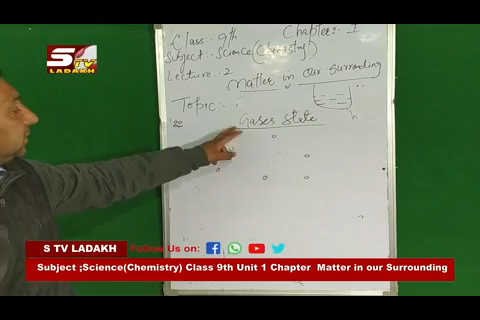 Class:- 9th Chapter:- 1
Subject:- Science(Chemistry)
Lecture :2
Matter in our Surrouding
Topic:-
Gases state
S TV
LADAKH
S TV LADAKH Follow Us on:
Subject ;Science(Chemistry) Class 9th Unit 1 Chapter Matter in our Surrounding